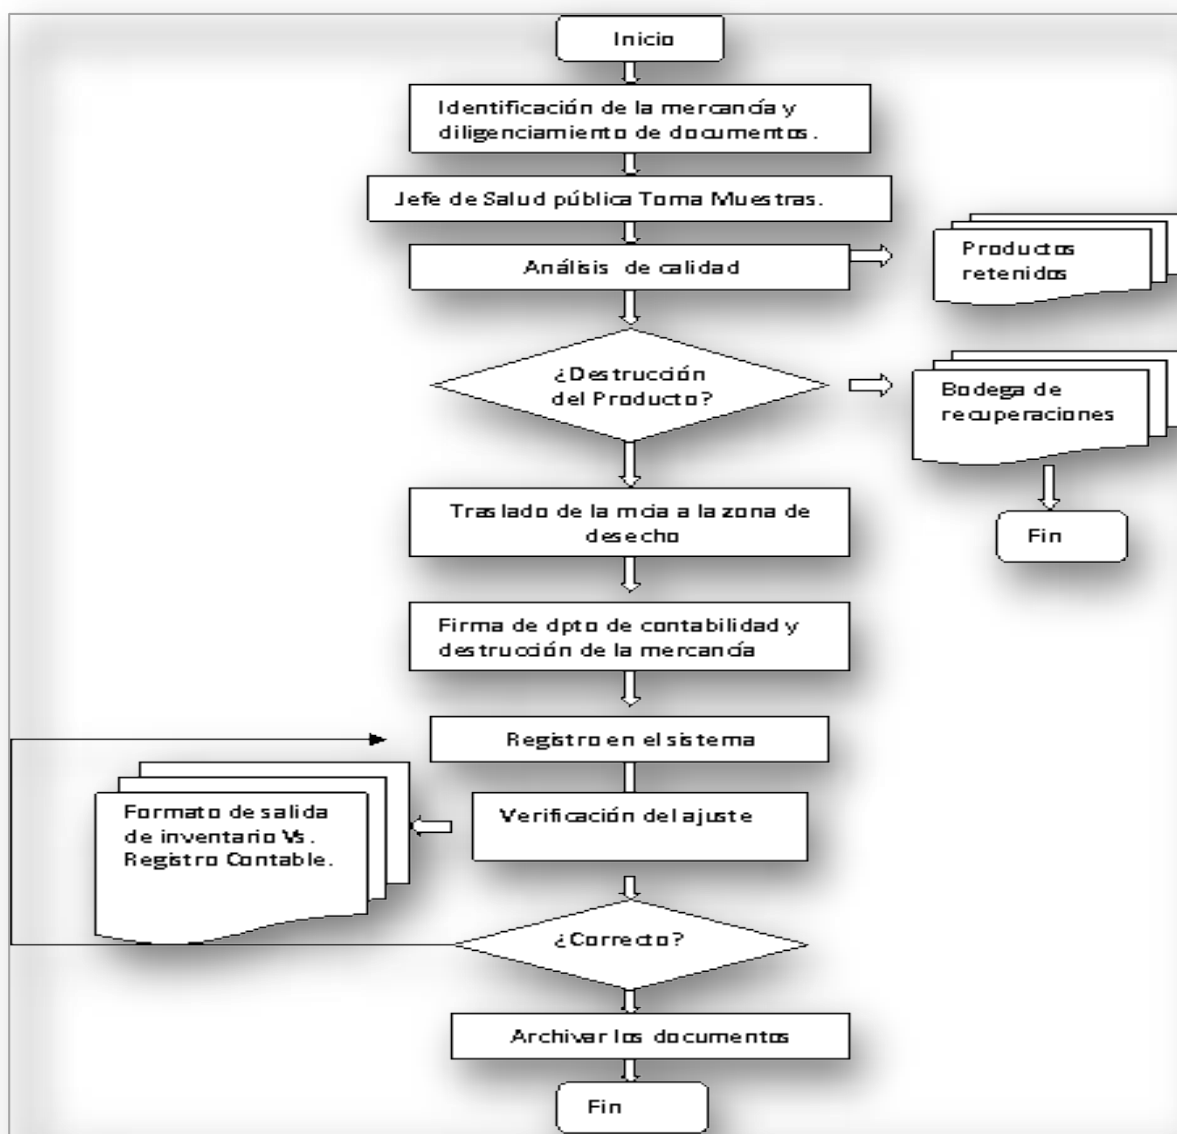 Inicio
Identificación de la mercancía y
diligenciamiento de documentos.
Jefe de Salud pública Toma Muestras.
Análisis de calidad
Productos
retenidos
¿Destrucción
del Producto?
Bodega de
recuperaciones
Fin
Traslado de la mcia a la zona de
desecho
Firma de dpto de contabilidad y
destrucción de la mercancía
Registro en el sistema
Verificación del ajuste
Formato de salida
de inventario Vs.
Registro Contable.
¿Correcto?
Archivar los documentos
Fin